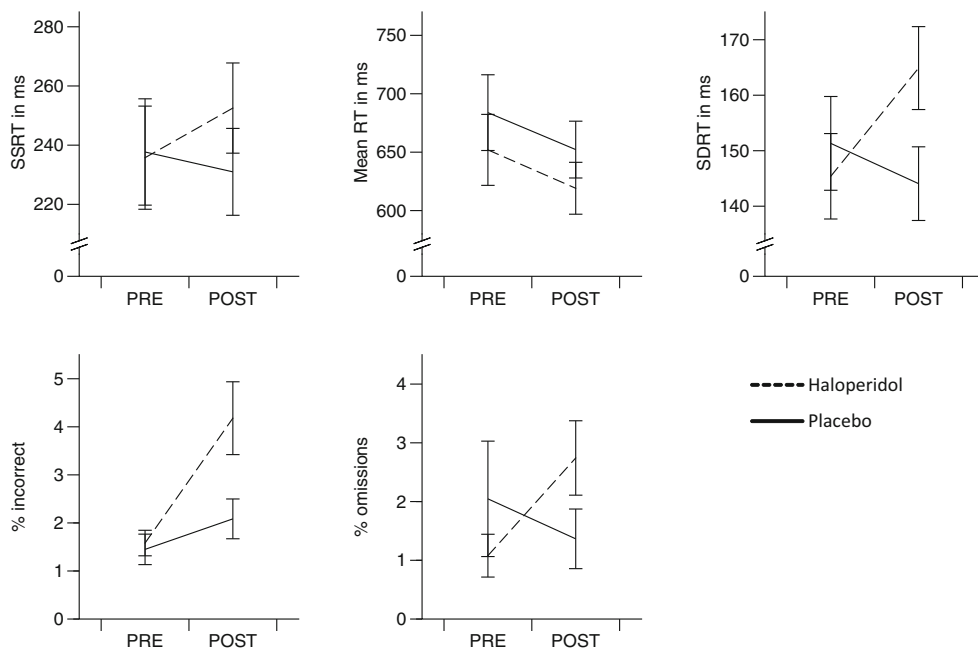 SSRT in ms
280
260
240
220
0
PRE POST
Mean RT in ms
750
700
650
600
0
PRE POST
SDRT in ms
170
160
150
140
0
PRE POST
% incorrect
5
4
3
2
1
0
PRE POST
% omissions
4
3
2
1
0
PRE POST
Haloperidol
Placebo